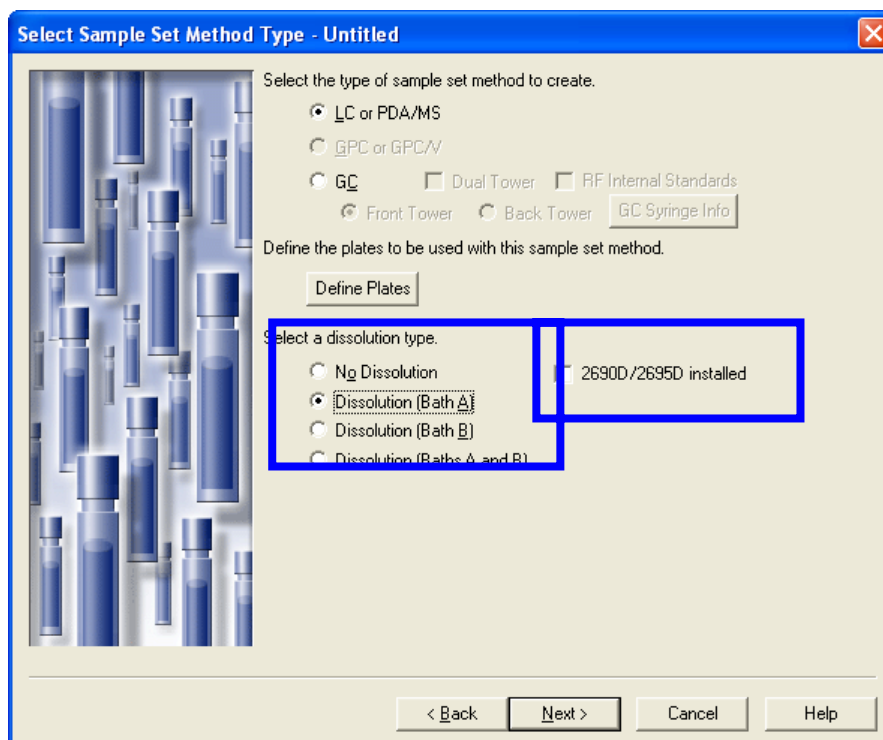 Select Sample Set Method Type - Untitled
Select the type of sample set method to create.
LC or PDA/MS
GPC or GPC/V
GC Dual Tower RF Internal Standards
Front Tower Back Tower GC Syringe Info
Define the plates to be used with this sample set method.
Define Plates
Select a dissolution type.
No Dissolution 2690D/2695D installed
Dissolution (Bath A)
Dissolution (Bath B)
Dissolution (Baths A and B)
< Back Next > Cancel Help